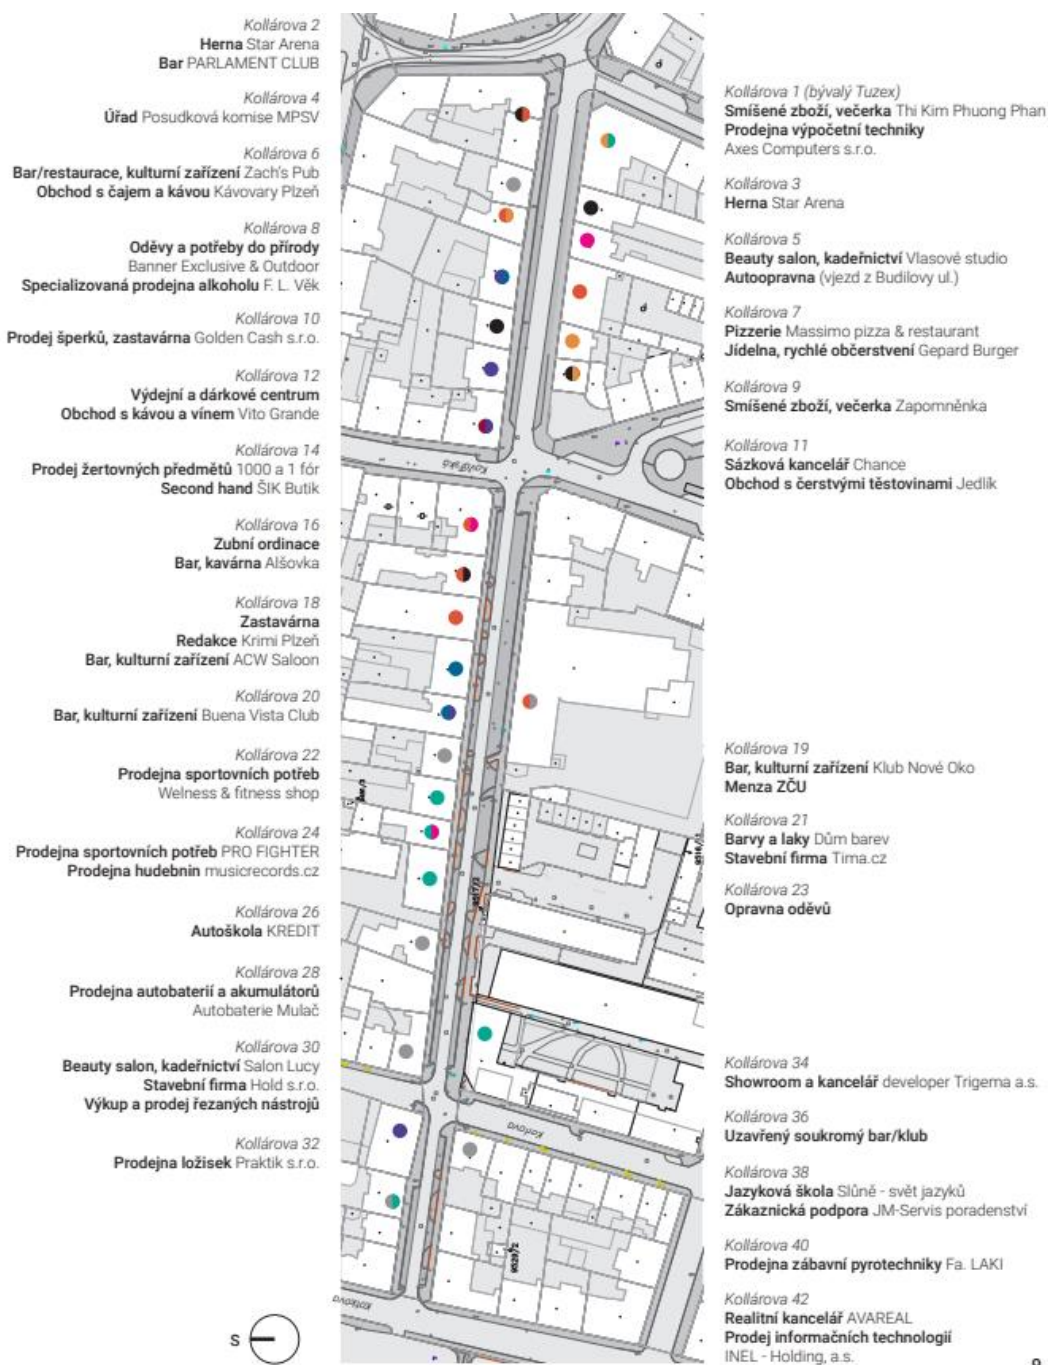 Kollárova 2
Herna Star Arena
Bar PARLAMENT CLUB
Kollárova 4
Úřad Posudková komise MPSV
Kollárova 6
Bar/restaurace, kulturní zařízení Zach's Pub
Obchod s čajem a kávou Kávovary Plzeň
Kollárova 8
Oděvy a potřeby do přírody
Banner Exclusive & Outdoor
Specializovaná prodejna alkoholu F. L. Věk
Kollárova 10
Prodej šperků, zastavárna Golden Cash s.r.o.
Kollárova 12
Výdejní a dárkové centrum
Obchod s kávou a vínem Vito Grande
Kollárova 14
Prodej žertovných předmětů 1000 a 1 fór
Second hand ŠIK Butik
Kollárova 16
Zubní ordinace
Bar, kavárna Alšovka
Kollárova 18
Zastavárna
Redakce Krimi Plzeň
Bar, kulturní zařízení ACW Saloon
Kollárova 20
Bar, kulturní zařízení Buena Vista Club
Kollárova 22
Prodejna sportovních potřeb
Welness & fitness shop
Kollárova 24
Prodejna sportovních potřeb PRO FIGHTER
Prodejna hudebnin musicrecords.cz
Kollárova 26
Autoškola KREDIT
Kollárova 28
Prodejna autobaterií a akumulátorů
Autobaterie Mulač
Kollárova 30
Beauty salon, kadeřnictví Salon Lucy
Stavební firma Hold s.r.o.
Výkup a prodej řezaných nástrojů
Kollárova 32
Prodejna ložisek Praktik s.r.o.
S
Kovářská
9517/3
Korlova
9529/2
Kotkova
Kollárova 1 (bývalý Tuzex)
Smíšené zboží, večerka Thi Kim Phuong Phan
Prodejna výpočetní techniky
Axes Computers s.r.o.
Kollárova 3
Herna Star Arena
Kollárova 5
Beauty salon, kadeřnictví Vlasové studio
Autoopravna (vjezd z Budilovy ul.)
Kollárova 7
Pizzerie Massimo pizza & restaurant
Jídelna, rychlé občerstvení Gepard Burger
Kollárova 9
Smíšené zboží, večerka Zapomněnka
Kollárova 11
Sázková kancelář Chance
Obchod s čerstvými těstovinami Jedlík
Kollárova 19
Bar, kulturní zařízení Klub Nové Oko
Menza ZČU
Kollárova 21
Barvy a laky Dům barev
Stavební firma Tima.cz
Kollárova 23
Opravna oděvů
Kollárova 34
Showroom a kancelář developer Trigema a.s.
Kollárova 36
Uzavřený soukromý bar/klub
Kollárova 38
Jazyková škola Slůně - svět jazyků
Zákaznická podpora JM-Servis poradenství
Kollárova 40
Prodejna zábavní pyrotechniky Fa. LAKI
Kollárova 42
Realitní kancelář AVAREAL
Prodej informačních technologií
INEL - Holding, a.s.